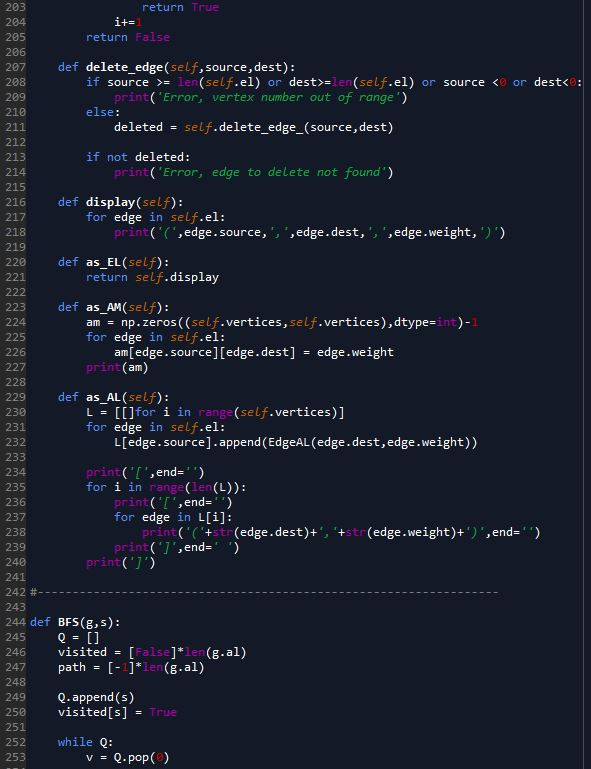 203                 return True
204             i+=1
205         return False
206
207     def delete_edge(self,source,dest):
208         if source >= len(self.el) or dest>=len(self.el) or source <0 or dest<0:
209             print('Error, vertex number out of range')
210         else:
211             deleted = self.delete_edge_(source,dest)
212
213         if not deleted:
214             print('Error, edge to delete not found')
215
216     def display(self):
217         for edge in self.el:
218             print('(',edge.source,',',edge.dest,',',edge.weight,')')
219
220     def as_EL(self):
221         return self.display
222
223     def as_AM(self):
224         am = np.zeros((self.vertices,self.vertices),dtype=int)-1
225         for edge in self.el:
226             am[edge.source][edge.dest] = edge.weight
227         print(am)
228
229     def as_AL(self):
230         L = [[]for i in range(self.vertices)]
231         for edge in self.el:
232             L[edge.source].append(EdgeAL(edge.dest,edge.weight))
233
234         print('[',end='')
235         for i in range(len(L)):
236             print('[',end='')
237             for edge in L[i]:
238                 print('('+str(edge.dest)+','+str(edge.weight)+')',end='')
239             print(']',end=' ')
240         print(']')
241
242 #------------------------------------------------------------------
243
244 def BFS(g,s):
245     Q = []
246     visited = [False]*len(g.al)
247     path = [-1]*len(g.al)
248
249     Q.append(s)
250     visited[s] = True
251
252     while Q:
253         v = Q.pop(0)